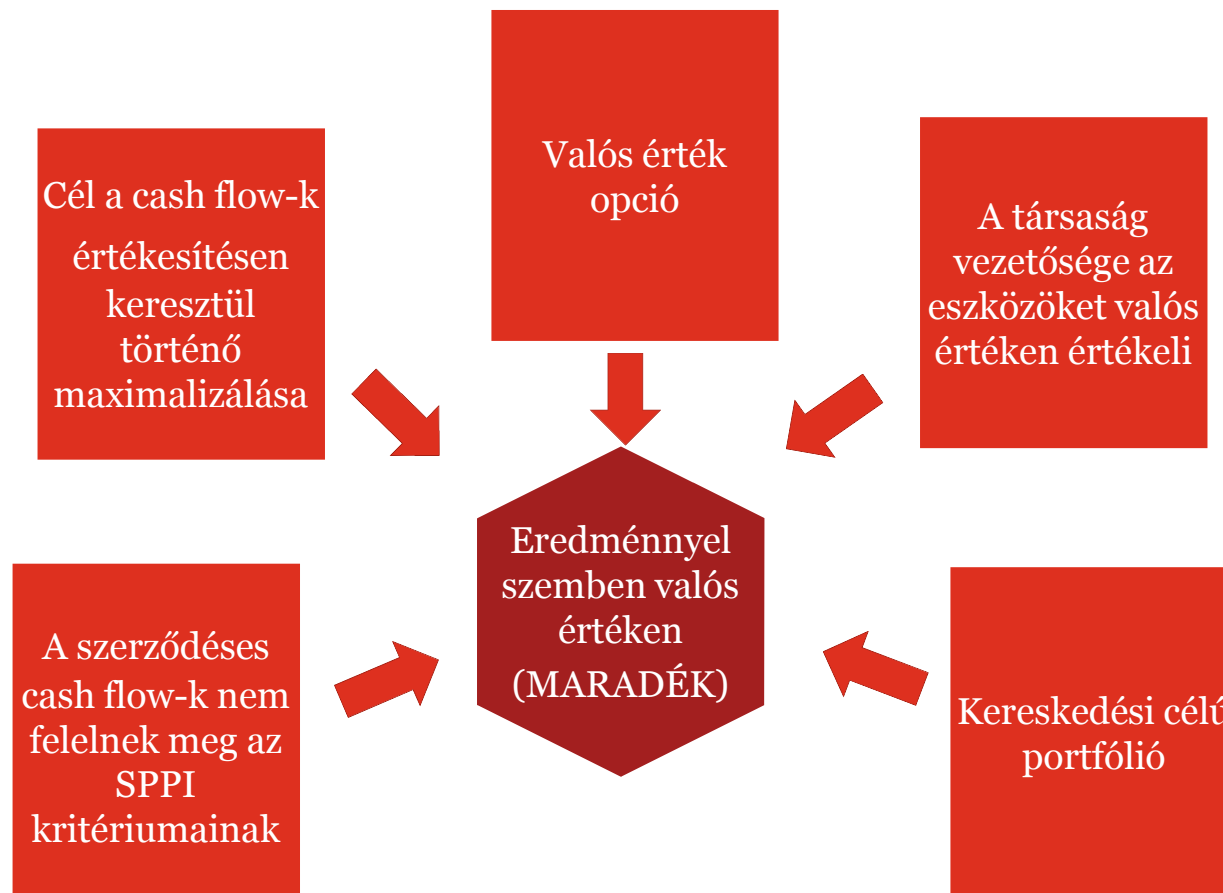 Cél a cash flow-k
értékesítésen
keresztül
történő
maximalizálása
Valós érték
opció
A társaság
vezetősége az
eszközöket valós
értéken értékeli
A szerződéses
cash flow-k nem
felelnek meg az
SPPI
kritériumainak
Eredménnyel
szemben valós
értéken
(MARADÉK)
Kereskedési célú
portfólió